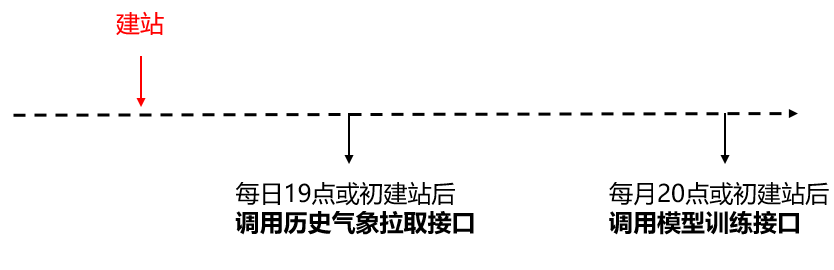 建站
每日19点或初建站后
调用历史气象拉取接口
每月20点或初建站后
调用模型训练接口